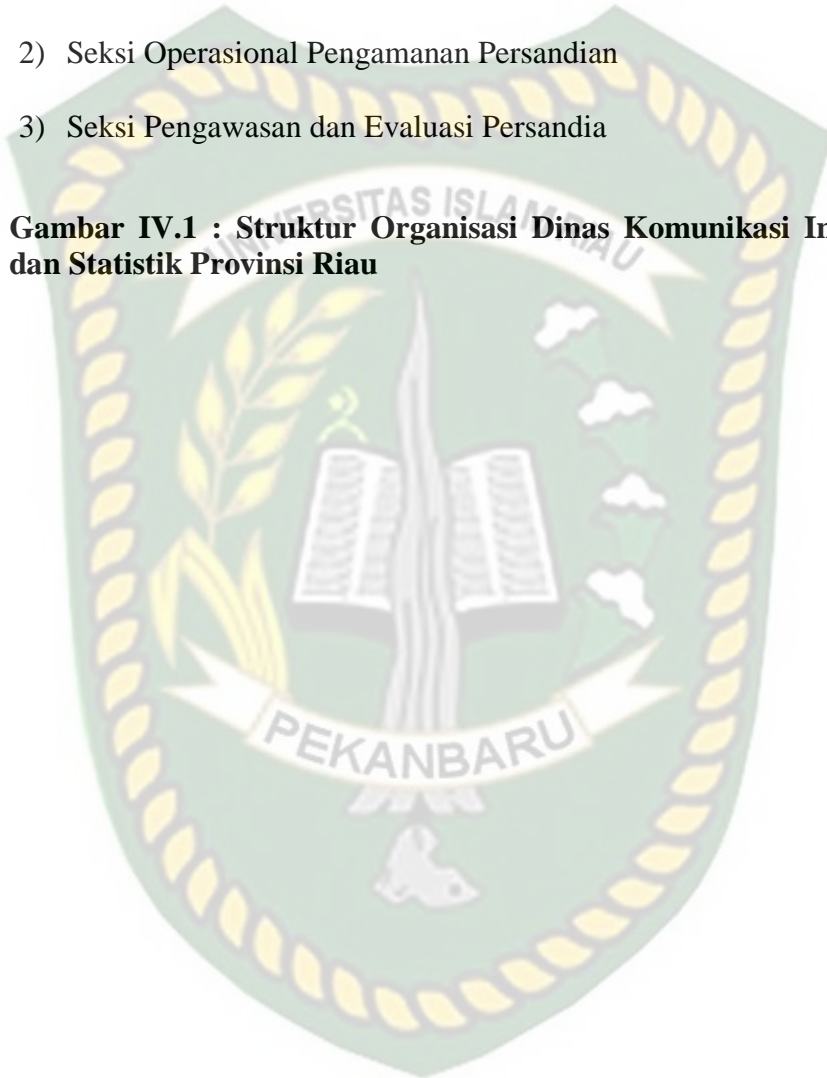 2) Seksi Operasional Pengamanan Persandian
3) Seksi Pengawasan dan Evaluasi Persandia
Gambar IV.1 : Struktur Organisasi Dinas Komunikasi
dan Statistik Provinsi Riau
UNIVERSITAS ISLAM RIAU
PEKANBARU